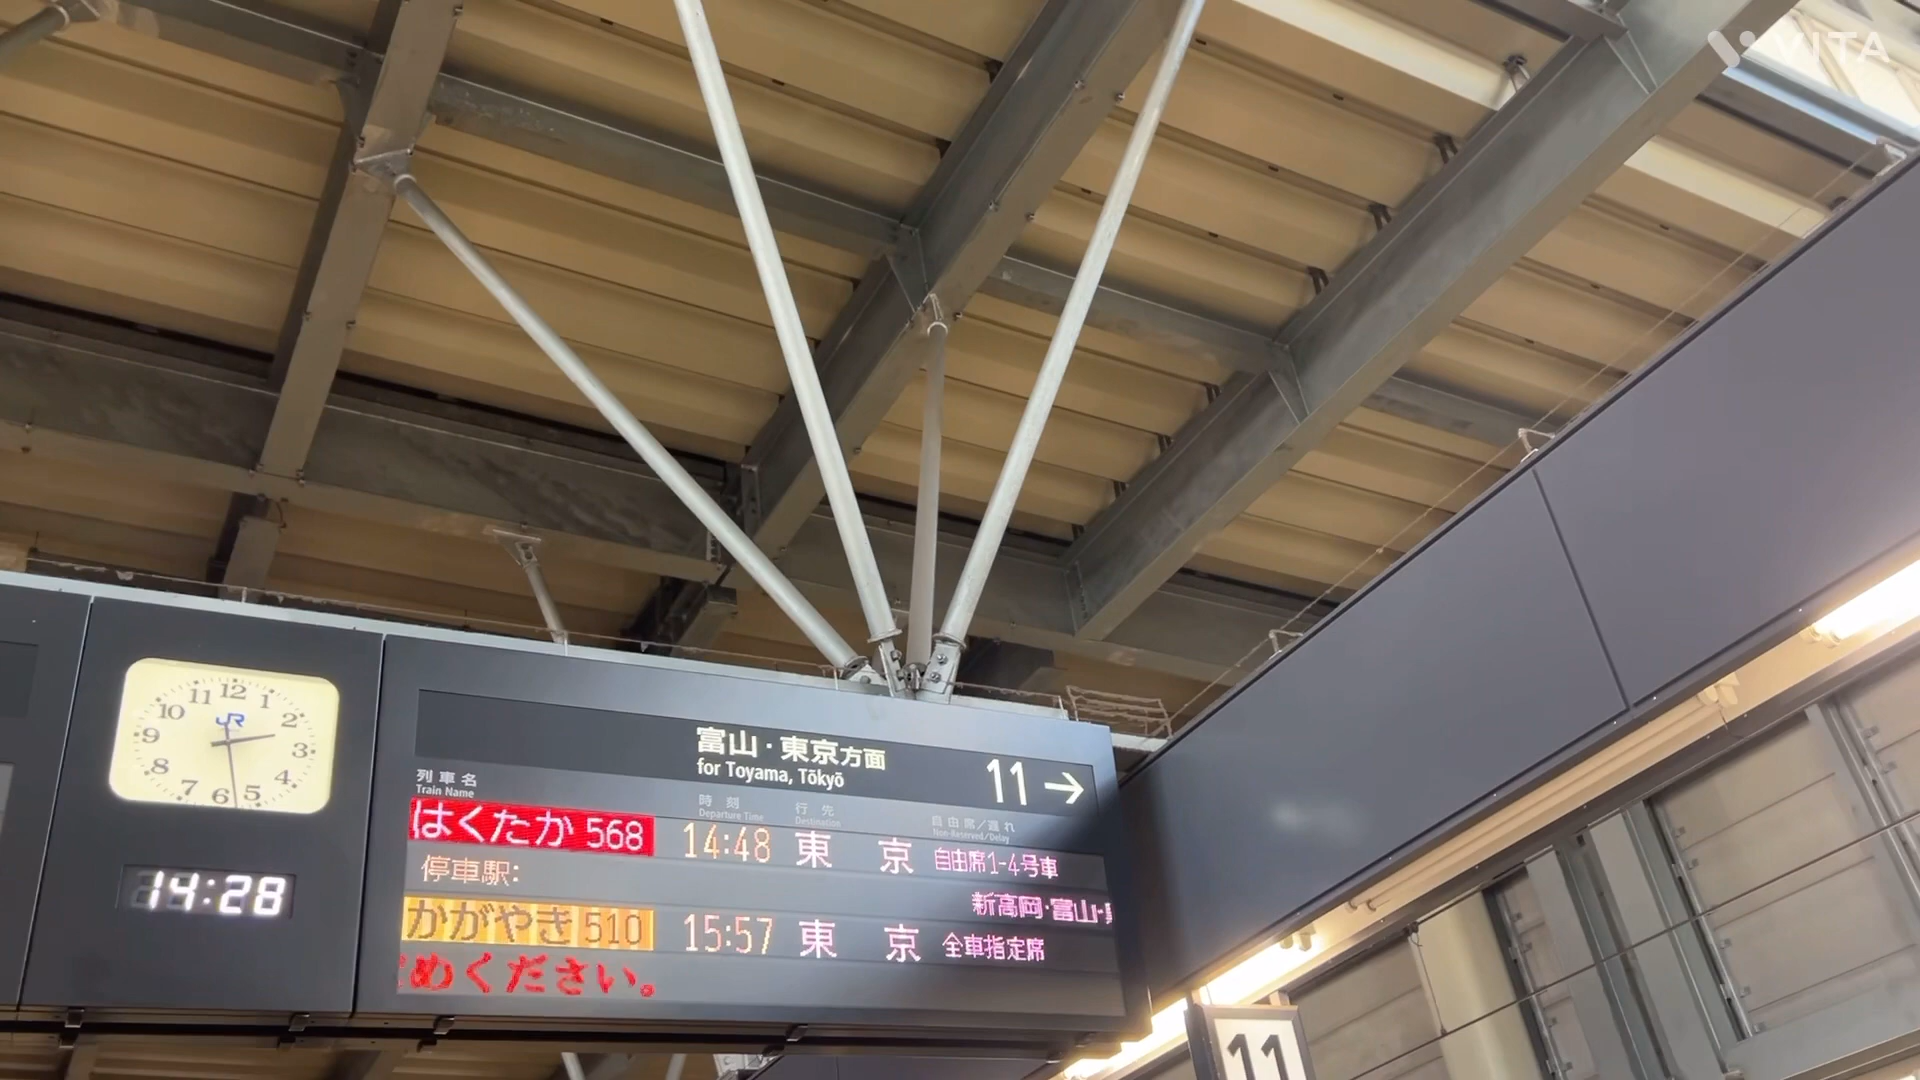 VITA
12
1
2
3
4
5
6
7
8
9
10
11
JR
14:28
富山・東京方面
for Toyama, Tōkyō
11→
列車名
Train Name
時刻
Departure Time
行先
Destination
自由席/遅れ
Non-Reserved/Delay
はくたか 568 14:48 東京 自由席1-4号車
停車駅: 新高岡・富山・
かがやき 510 15:57 東京 全車指定席
めください。
11